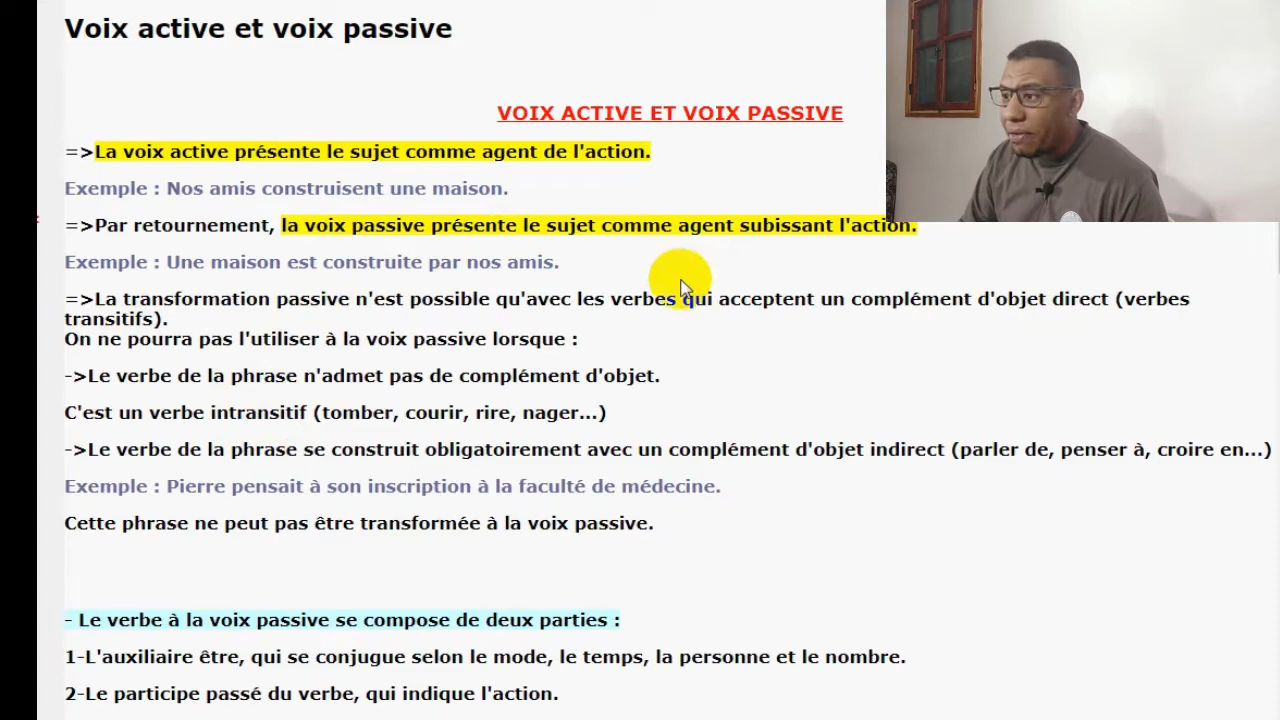 Voix active et voix passive
VOIX ACTIVE ET VOIX PASSIVE
=>La voix active présente le sujet comme agent de l'action.
Exemple : Nos amis construisent une maison.
=>Par retournement, la voix passive présente le sujet comme agent subissant l'action.
Exemple : Une maison est construite par nos amis.
=>La transformation passive n'est possible qu'avec les verbes qui acceptent un complément d'objet direct (verbes
transitifs).
On ne pourra pas l'utiliser à la voix passive lorsque :
->Le verbe de la phrase n'admet pas de complément d'objet.
C'est un verbe intransitif (tomber, courir, rire, nager...)
->Le verbe de la phrase se construit obligatoirement avec un complément d'objet indirect (parler de, penser à, croire en...)
Exemple : Pierre pensait à son inscription à la faculté de médecine.
Cette phrase ne peut pas être transformée à la voix passive.
- Le verbe à la voix passive se compose de deux parties :
1-L'auxiliaire être, qui se conjugue selon le mode, le temps, la personne et le nombre.
2-Le participe passé du verbe, qui indique l'action.